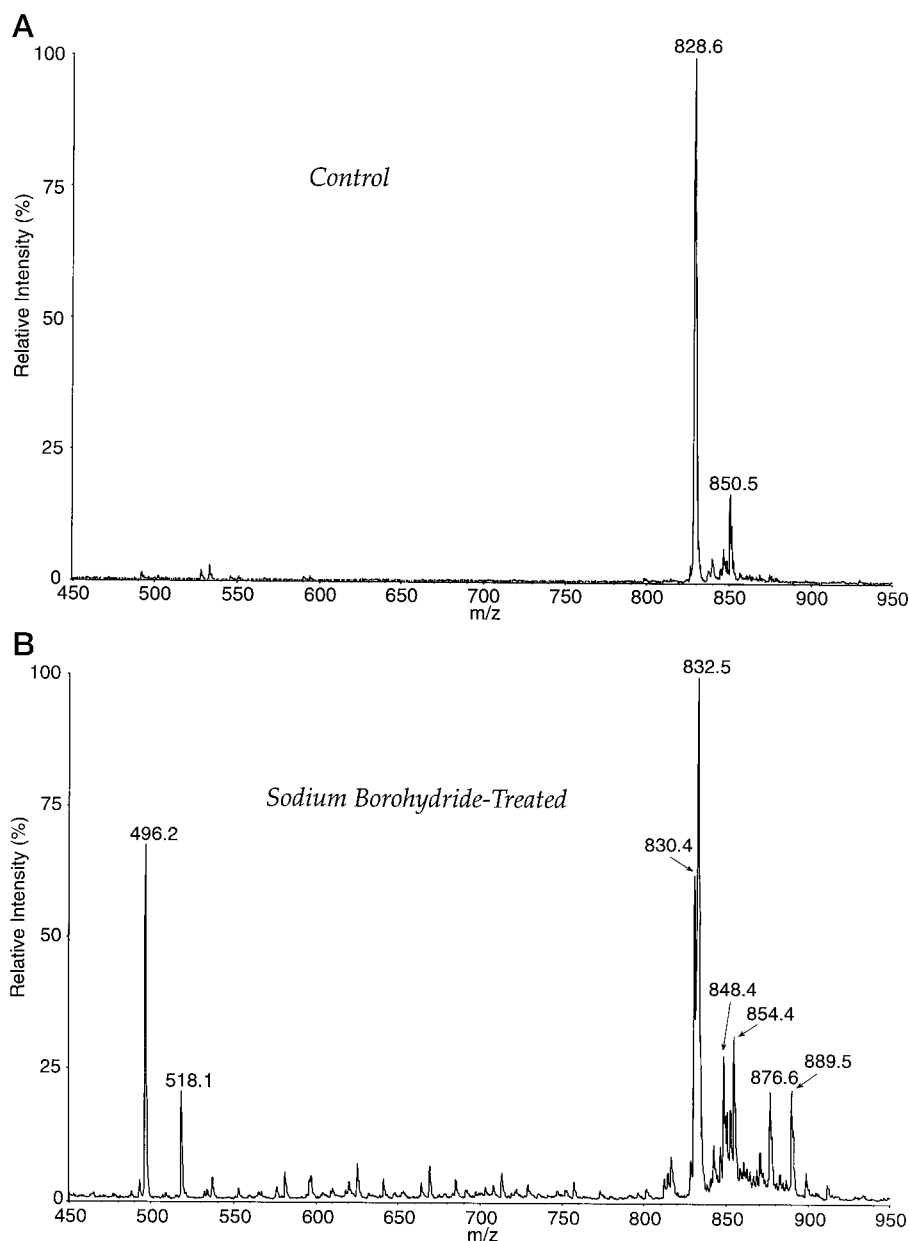 A
100
75
50
25
0
Relative Intensity (%)
Control
828.6
850.5
450 500 550 600 650 700 750 800 850 900 950
m/z
B
100
75
50
25
0
Relative Intensity (%)
Sodium Borohydride-Treated
832.5
830.4
496.2
848.4
854.4
518.1
876.6
889.5
450 500 550 600 650 700 750 800 850 900 950
m/z